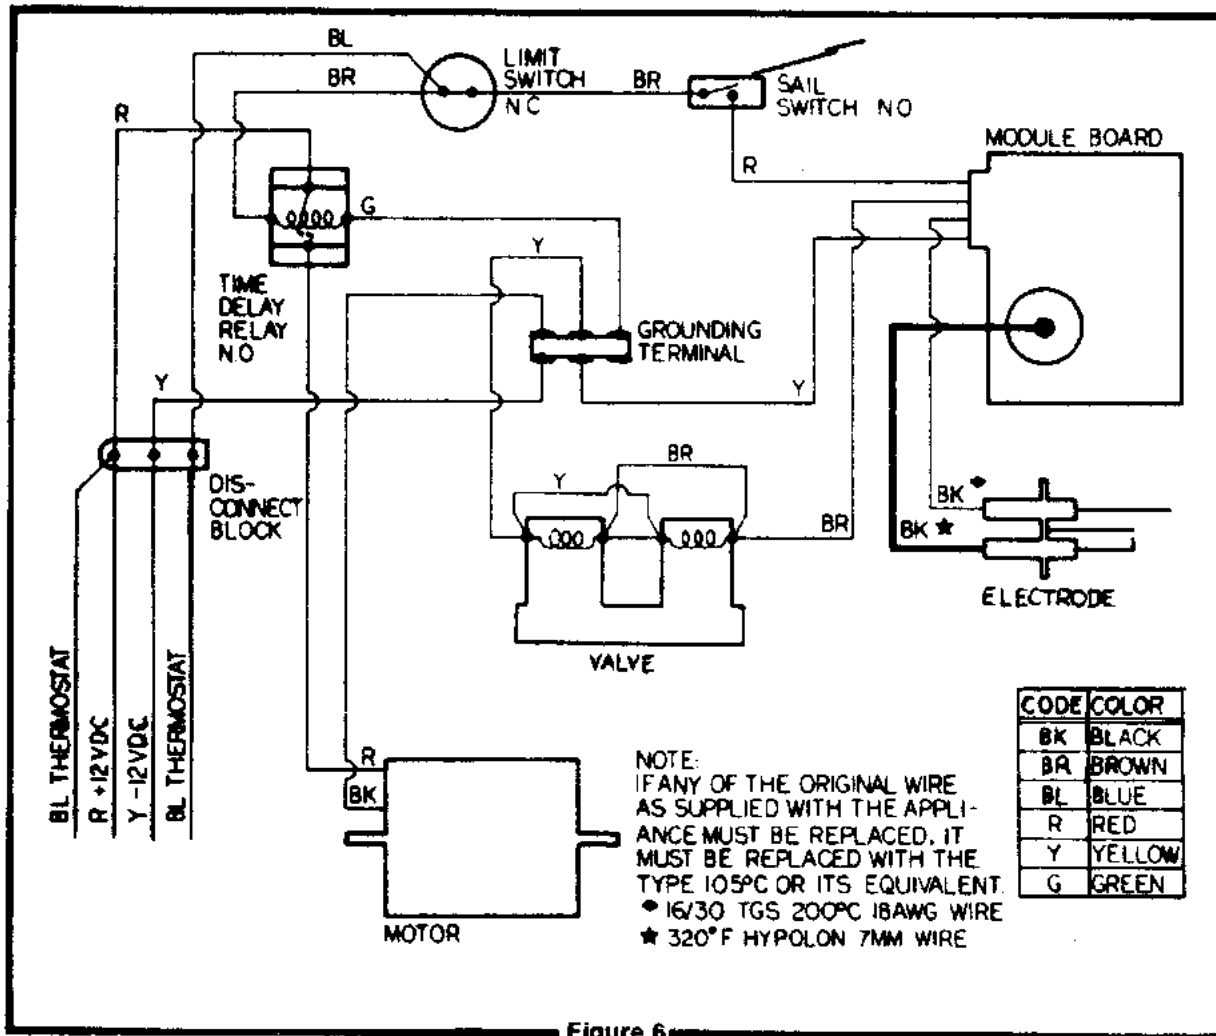 BL
BR
LIMIT
SWITCH
N C
BR
SAIL
SWITCH N O
R
MODULE BOARD
R
G
Y
TIME
DELAY
RELAY
N.O
GROUNDING
TERMINAL
Y
Y
DIS-
CONNECT
BLOCK
BR
Y
BR
BK
BK ★
ELECTRODE
VALVE
BL THERMOSTAT
R +12VDC
Y -12VDC
BL THERMOSTAT
R
BK
MOTOR
NOTE:
IF ANY OF THE ORIGINAL WIRE
AS SUPPLIED WITH THE APPLI-
ANCE MUST BE REPLACED, IT
MUST BE REPLACED WITH THE
TYPE 105°C OR ITS EQUIVALENT.
16/30 TGS 200°C 18AWG WIRE
★ 320°F HYPOLON 7MM WIRE
CODE COLOR
BK BLACK
BR BROWN
BL BLUE
R RED
Y YELLOW
G GREEN
Figure 6